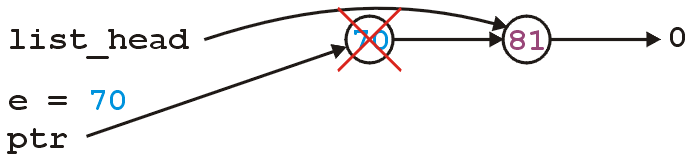 list_head 70 81 0
e = 70
ptr